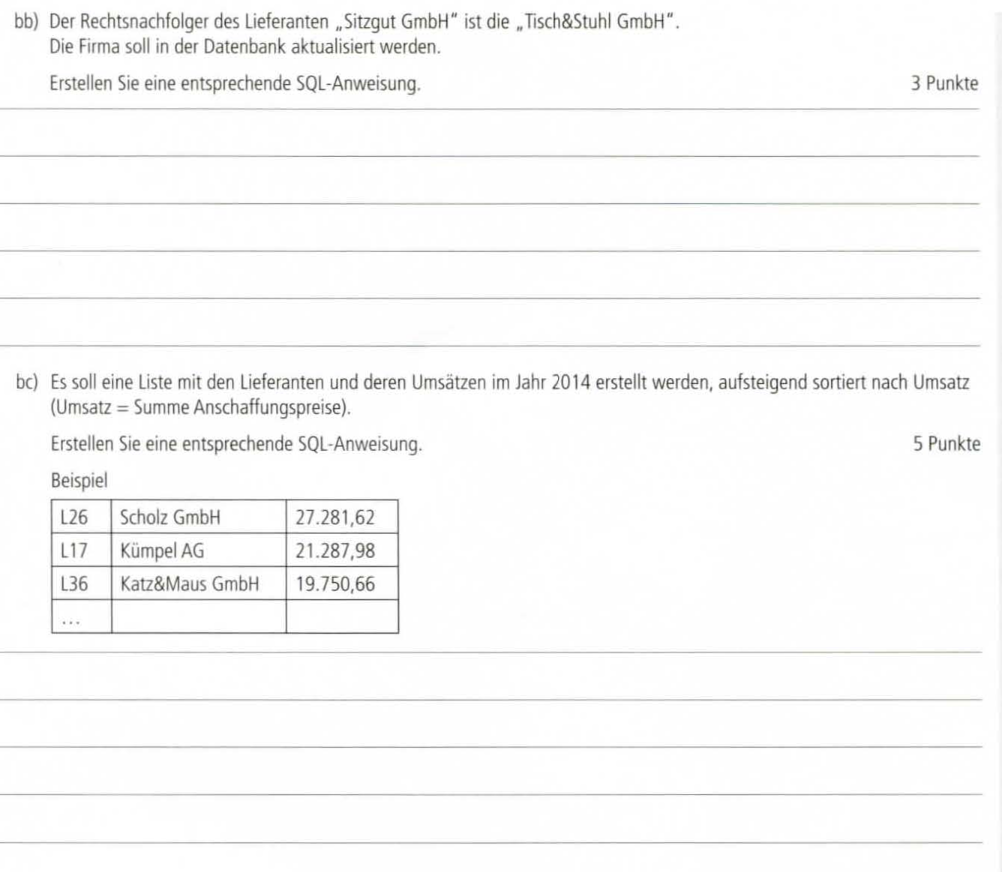 bb) Der Rechtsnachfolger des Lieferanten „Sitzgut GmbH" ist die „Tisch&Stuhl GmbH".
Die Firma soll in der Datenbank aktualisiert werden.
Erstellen Sie eine entsprechende SQL-Anweisung. 3 Punkte
bc) Es soll eine Liste mit den Lieferanten und deren Umsätzen im Jahr 2014 erstellt werden, aufsteigend sortiert nach Umsatz
(Umsatz = Summe Anschaffungspreise).
Erstellen Sie eine entsprechende SQL-Anweisung. 5 Punkte
Beispiel
L26 Scholz GmbH 27.281,62
L17 Kümpel AG 21.287,98
L36 Katz&Maus GmbH 19.750,66
...